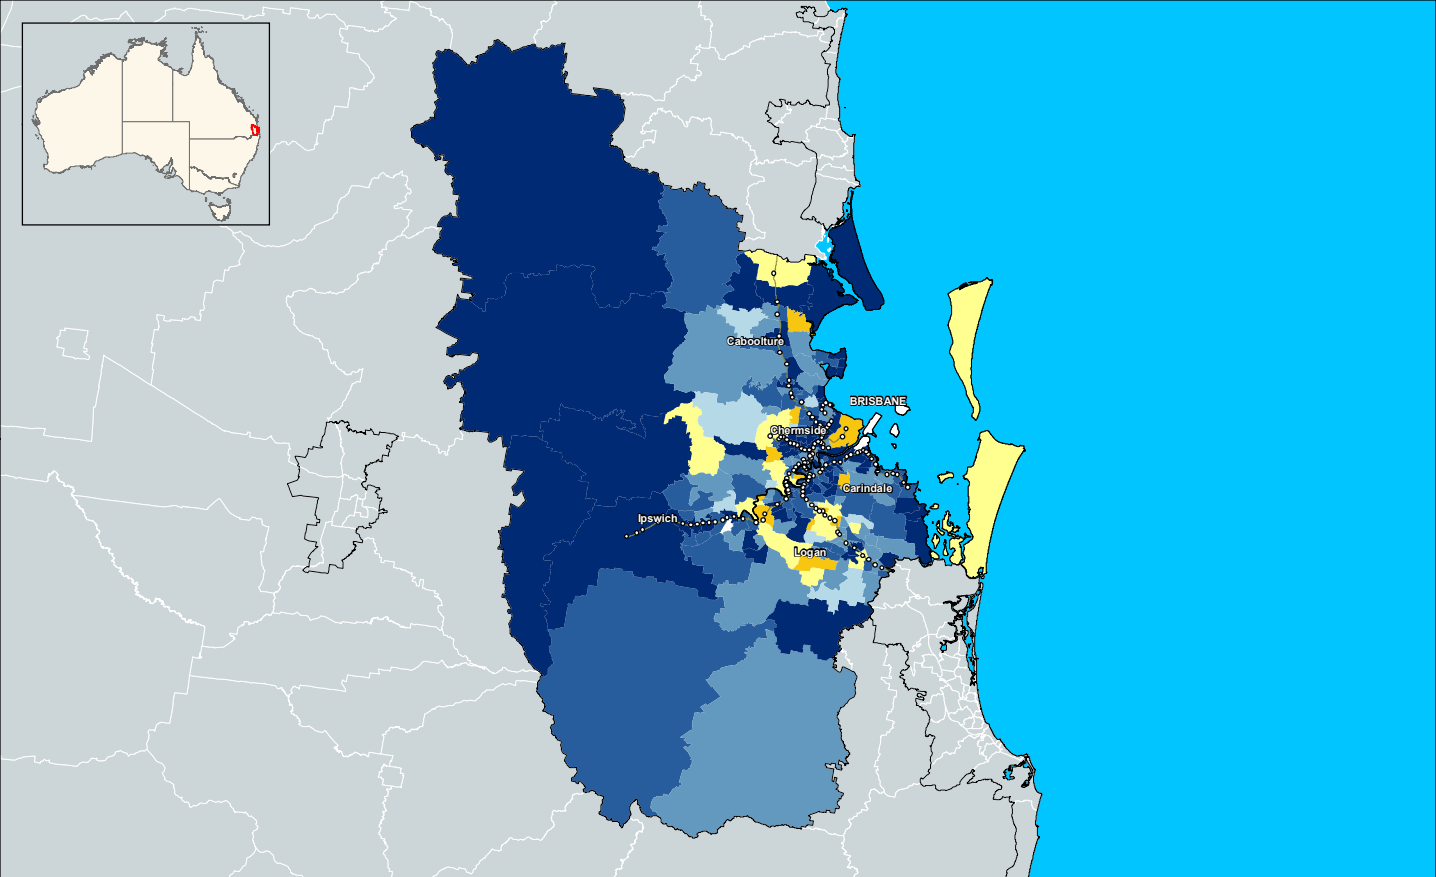 Caboolture
BRISBANE
Chermside
Carindale
Ipswich
Logan